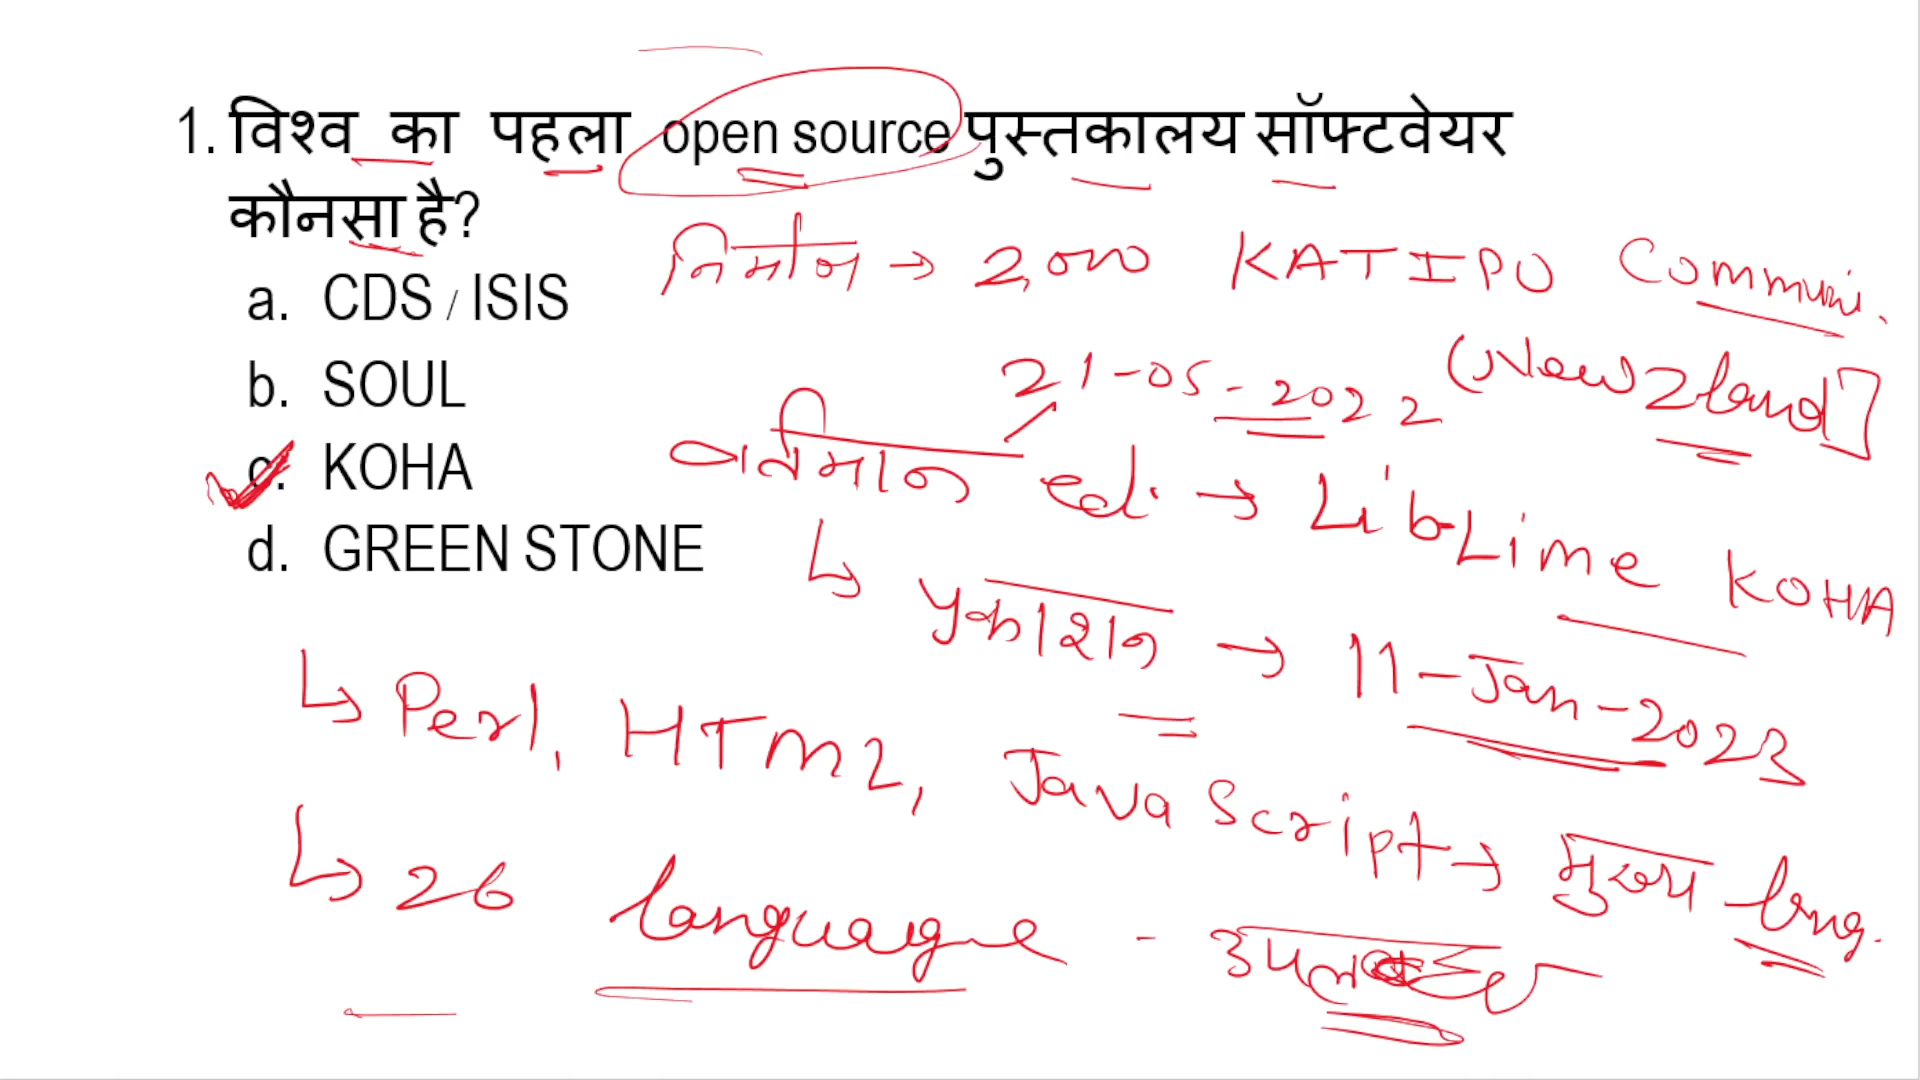 1. विश्व का पहला open source पुस्तकालय सॉफ्टवेयर
कौनसा है?
a. CDS / ISIS
b. SOUL
c. KOHA
d. GREEN STONE
निर्माण → 2,000 KATIPO Communi.
(New Zland]
21-05-2022
वर्तमान edi. → LibLime KOHA
↳ प्रकाशन → 11-Jan-2023
↳ Perl, HTML, JavaScript → मुख्य lang.
↳ 26 language -